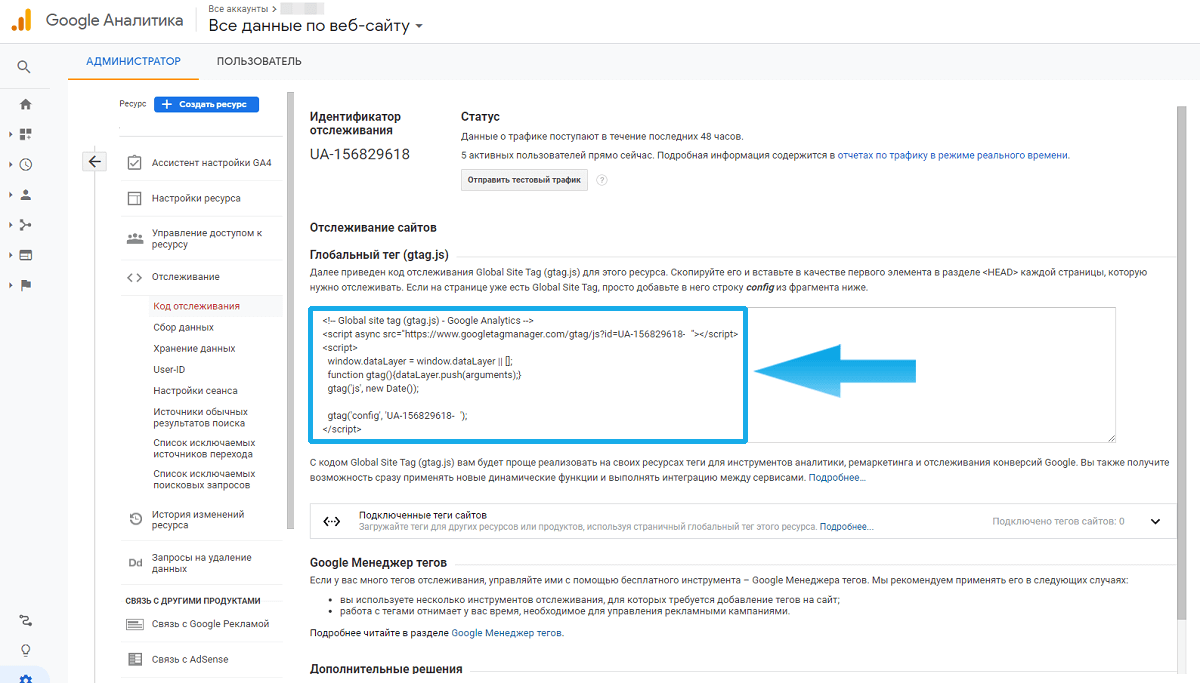 Google Аналитика
Все аккаунты >
Все данные по веб-сайту
АДМИНИСТРАТОР
ПОЛЬЗОВАТЕЛЬ
Ресурс
Создать ресурс
Ассистент настройки GA4
Настройки ресурса
Управление доступом к
ресурсу
Отслеживание
Код отслеживания
Сбор данных
Хранение данных
User-ID
Настройки сеанса
Источники обычных
результатов поиска
Список исключаемых
источников перехода
Список исключаемых
поисковых запросов
История изменений
ресурса
Dd
Запросы на удаление
данных
СВЯЗЬ С ДРУГИМИ ПРОДУКТАМИ
Связь с Google Рекламой
Связь с AdSense
Идентификатор
отслеживания
UA-156829618
Статус
Данные о трафике поступают в течение последних 48 часов.
5 активных пользователей прямо сейчас. Подробная информация содержится в отчетах по трафику в режиме реального времени.
Отправить тестовый трафик
?
Отслеживание сайтов
Глобальный тег (gtag.js)
Далее приведен код отслеживания Global Site Tag (gtag.js) для этого ресурса. Скопируйте его и вставьте в качестве первого элемента в разделе <HEAD> каждой страницы, которую
нужно отслеживать. Если на странице уже есть Global Site Tag, просто добавьте в него строку config из фрагмента ниже.
<!-- Global site tag (gtag.js) - Google Analytics -->
<script async src="https://www.googletagmanager.com/gtag/js?id=UA-156829618- "></script>
<script>
window.dataLayer = window.dataLayer || [];
function gtag(){dataLayer.push(arguments);}
gtag('js', new Date());
gtag('config', 'UA-156829618- ');
</script>
С кодом Global Site Tag (gtag.js) вам будет проще реализовать на своих ресурсах теги для инструментов аналитики, ремаркетинга и отслеживания конверсий Google. Вы также получите
возможность сразу применять новые динамические функции и выполнять интеграцию между сервисами. Подробнее...
Подключенные теги сайтов
Загружайте теги для других ресурсов или продуктов, используя страничный глобальный тег этого ресурса. Подробнее...
Подключено тегов сайтов: 0
Google Менеджер тегов
Если у вас много тегов отслеживания, управляйте ими с помощью бесплатного инструмента – Google Менеджера тегов. Мы рекомендуем применять его в следующих случаях:
• вы используете несколько инструментов отслеживания, для которых требуется добавление тегов на сайт;
• работа с тегами отнимает у вас время, необходимое для управления рекламными кампаниями.
Подробнее читайте в разделе Google Менеджер тегов.
Дополнительные решения